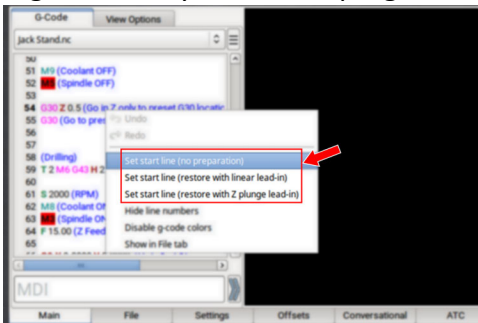 G-Code View Options
Jack Stand.nc
50
51 M9 (Coolant OFF)
52 (Spindle OFF)
53
54 G30 Z 0.5 (Go in Z only to preset G30 locatic
55 G30 (Go to pre
56
57
58 (Drilling)
59 T 2 M6 G43 H 2
60
61 S 2000 (RPM)
62 M8 (Coolant Of
63 (Spindle ON
64 F 15.00 (Z Feed
65
Undo
Redo
Set start line (no preparation)
Set start line (restore with linear lead-in)
Set start line (restore with Z plunge lead-in)
Hide line numbers
Disable g-code colors
Show in File tab
MDI
Main File Settings Offsets Conversational ATC